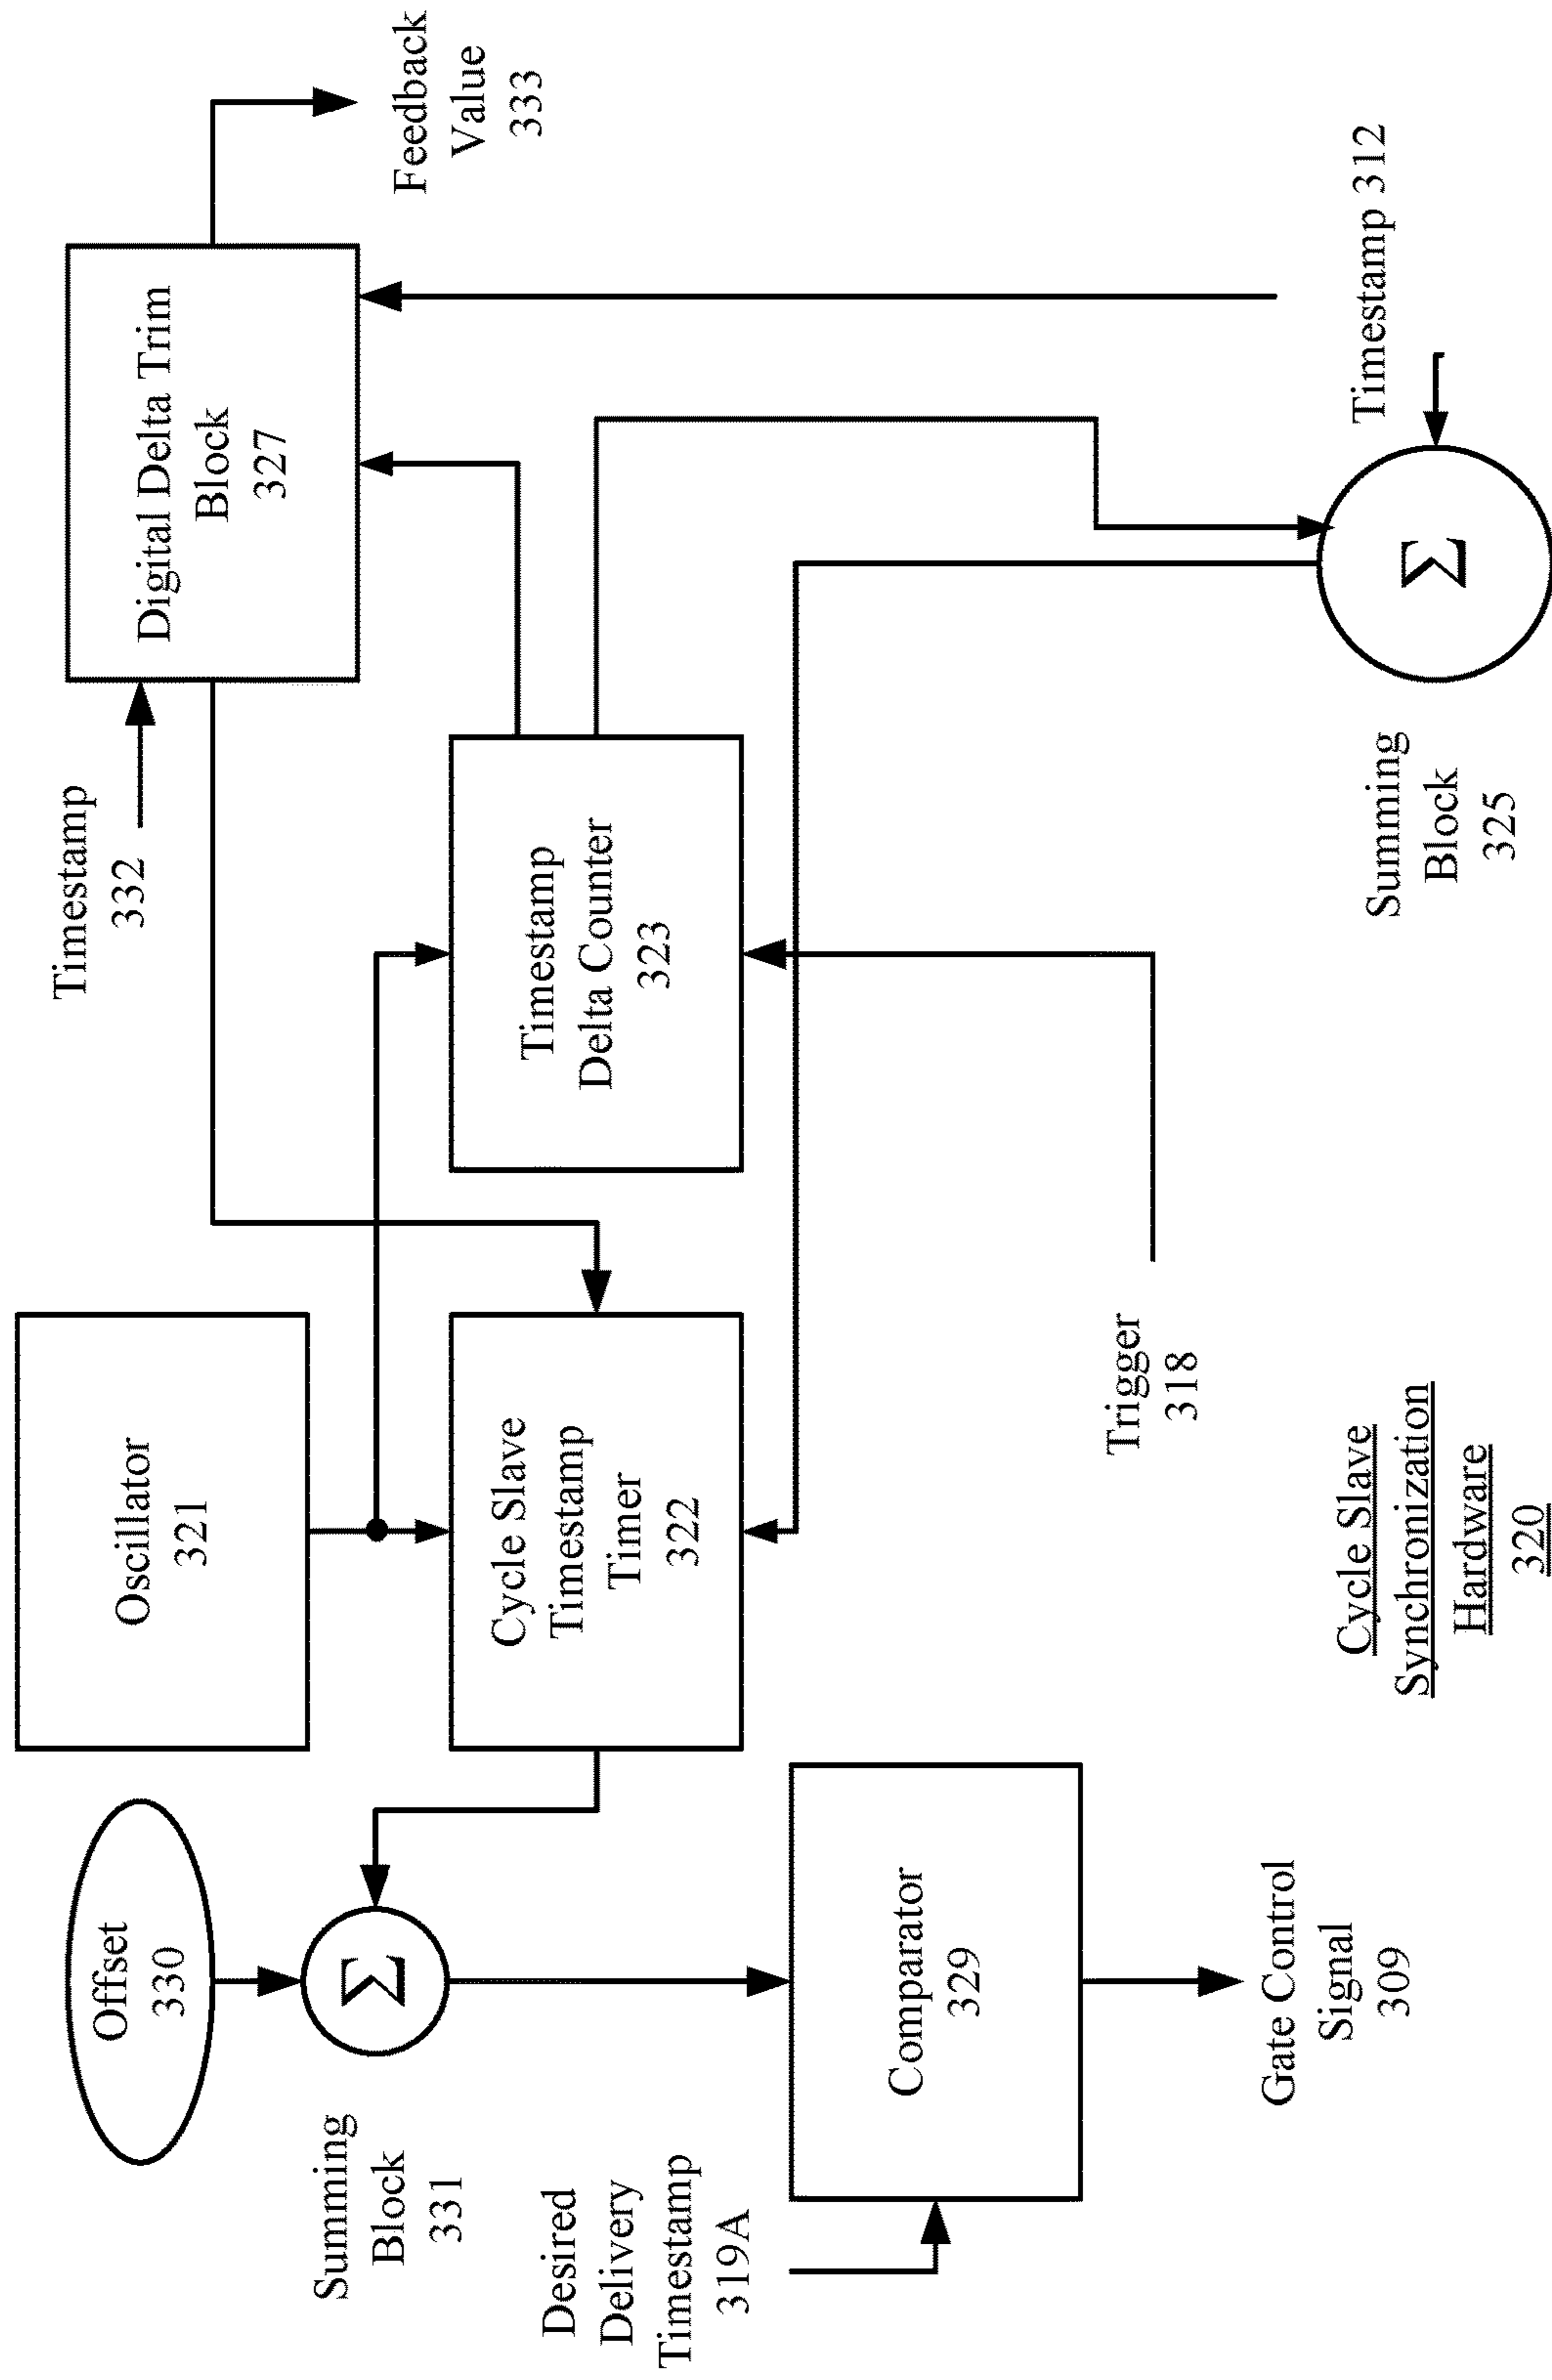 Offset
330
Oscillator
321
Timestamp
332
Digital Delta Trim
Block
327
Feedback
Value
333
Summing
Block
331
Cycle Slave
Timestamp
Timer
322
Timestamp
Delta Counter
323
Desired
Delivery
Timestamp
319A
Comparator
329
Trigger
318
Timestamp 312
Σ
Σ
Summing
Block
325
Gate Control
Signal
309
Cycle Slave
Synchronization
Hardware
320